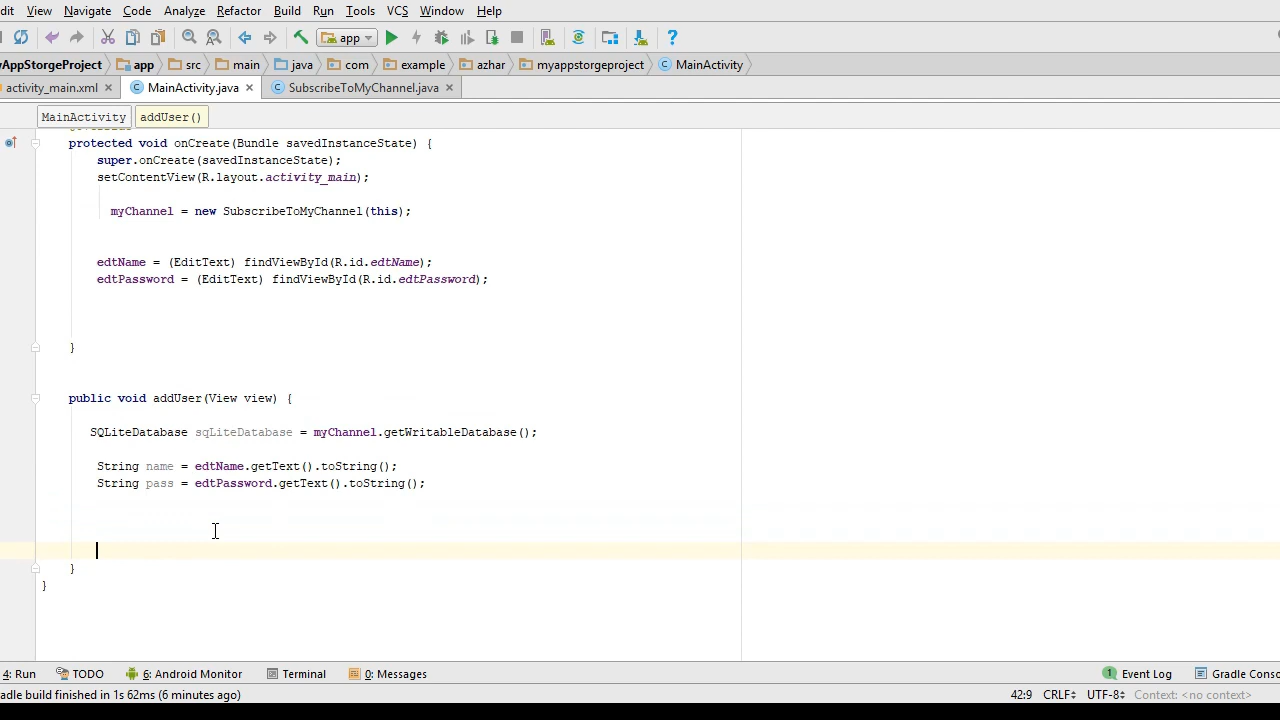 dit View Navigate Code Analyze Refactor Build Run Tools VCS Window Help
app
yAppStorgeProject app src main java com example azhar myappstorgeproject MainActivity
activity_main.xml MainActivity.java SubscribeToMyChannel.java
MainActivity addUser()
protected void onCreate(Bundle savedInstanceState) {
super.onCreate(savedInstanceState);
setContentView(R.layout.activity_main);
myChannel = new SubscribeToMyChannel(this);
edtName = (EditText) findViewById(R.id.edtName);
edtPassword = (EditText) findViewById(R.id.edtPassword);
}
public void addUser(View view) {
SQLiteDatabase sqLiteDatabase = myChannel.getWritableDatabase();
String name = edtName.getText().toString();
String pass = edtPassword.getText().toString();
}
}
4: Run TODO 6: Android Monitor Terminal 0: Messages 1 Event Log Gradle Conso
adle build finished in 1s 62ms (6 minutes ago) 42:9 CRLF UTF-8 Context: <no context>